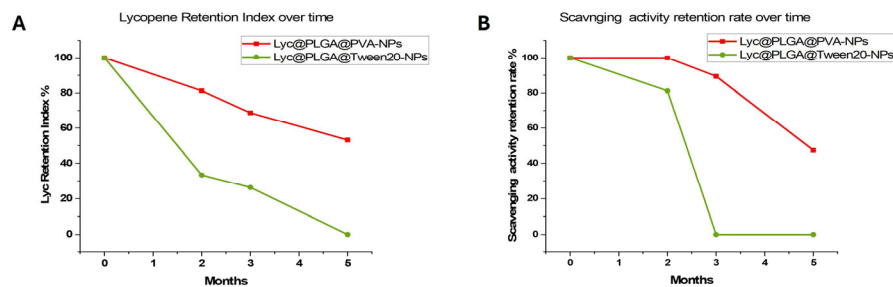 A
Lycopene Retention Index over time
Lyc@PLGA@PVA-NPs
Lyc@PLGA@Tween20-NPs
Lyc Retention Index %
100
80
60
40
20
0
0 1 2 3 4 5
Months
B
Scavnging activity retention rate over time
Lyc@PLGA@PVA-NPs
Lyc@PLGA@Tween20-NPs
Scavenging activity retention rate %
100
80
60
40
20
0
0 1 2 3 4 5
Months